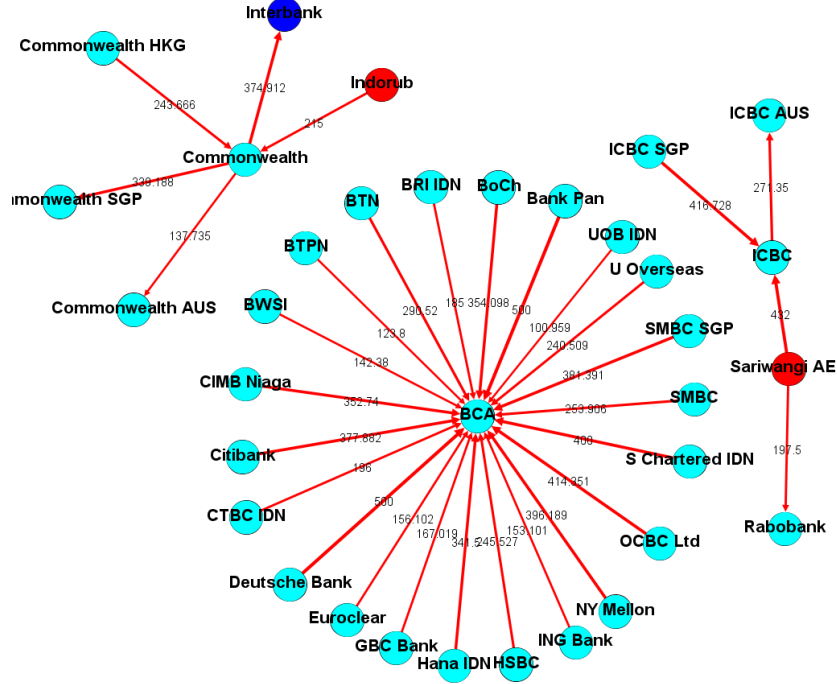 Interbank
Commonwealth HKG
374.912
Indorub
243.666
215
Commonwealth
339.188
mmonwealth SGP
137.735
Commonwealth AUS
ICBC AUS
ICBC SGP
271.35
416.728
ICBC
432
Sariwangi AE
197.5
Rabobank
BTN
BRI IDN
BoCh
Bank Pan
UOB IDN
U Overseas
BTPN
BWSI
290.52
185
354.098
500
100.959
240.509
123.8
142.38
SMBC SGP
381.391
CIMB Niaga
352.74
BCA
253.906
SMBC
Citibank
377.882
400
S Chartered IDN
196
414.351
CTBC IDN
500
156.102
167.019
341.5
245.527
153.101
396.189
OCBC Ltd
Deutsche Bank
Euroclear
GBC Bank
Hana IDN
HSBC
ING Bank
NY Mellon